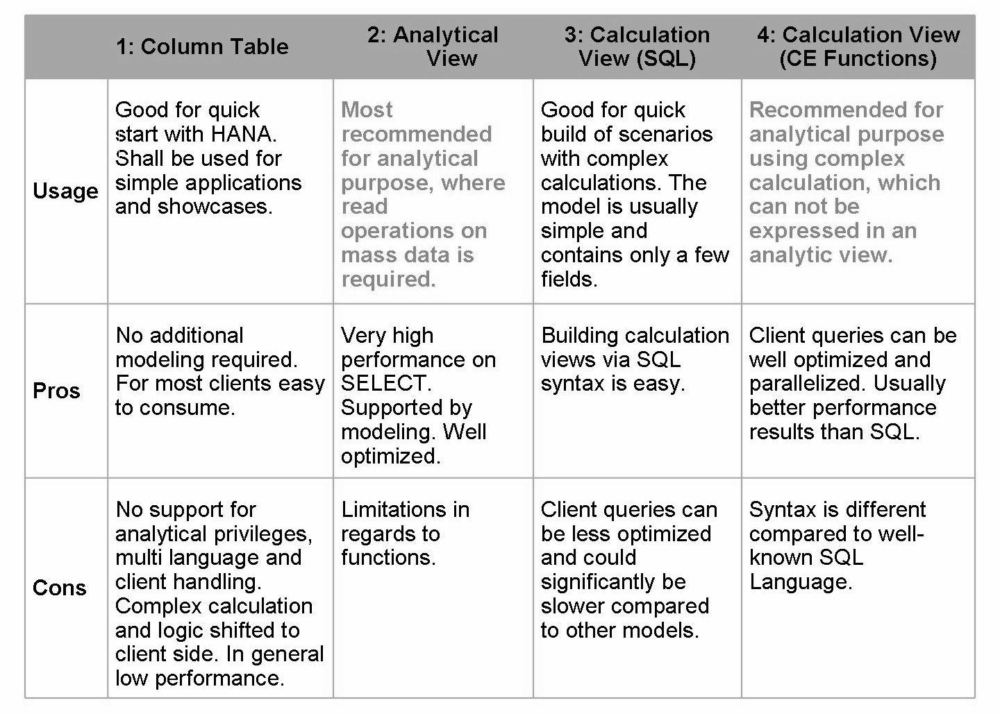 1: Column Table
2: Analytical
View
3: Calculation
View (SQL)
4: Calculation View
(CE Functions)
Usage
Good for quick
start with HANA.
Shall be used for
simple applications
and showcases.
Most
recommended
for analytical
purpose, where
read
operations on
mass data is
required.
Good for quick
build of scenarios
with complex
calculations. The
model is usually
simple and
contains only a few
fields.
Recommended for
analytical purpose
using complex
calculation, which
can not be
expressed in an
analytic view.
Pros
No additional
modeling required.
For most clients easy
to consume.
Very high
performance on
SELECT.
Supported by
modeling. Well
optimized.
Building calculation
views via SQL
syntax is easy.
Client queries can be
well optimized and
parallelized. Usually
better performance
results than SQL.
Cons
No support for
analytical privileges,
multi language and
client handling.
Complex calculation
and logic shifted to
client side. In general
low performance.
Limitations in
regards to
functions.
Client queries can
be less optimized
and could
significantly be
slower compared
to other models.
Syntax is different
compared to well-
known SQL
Language.